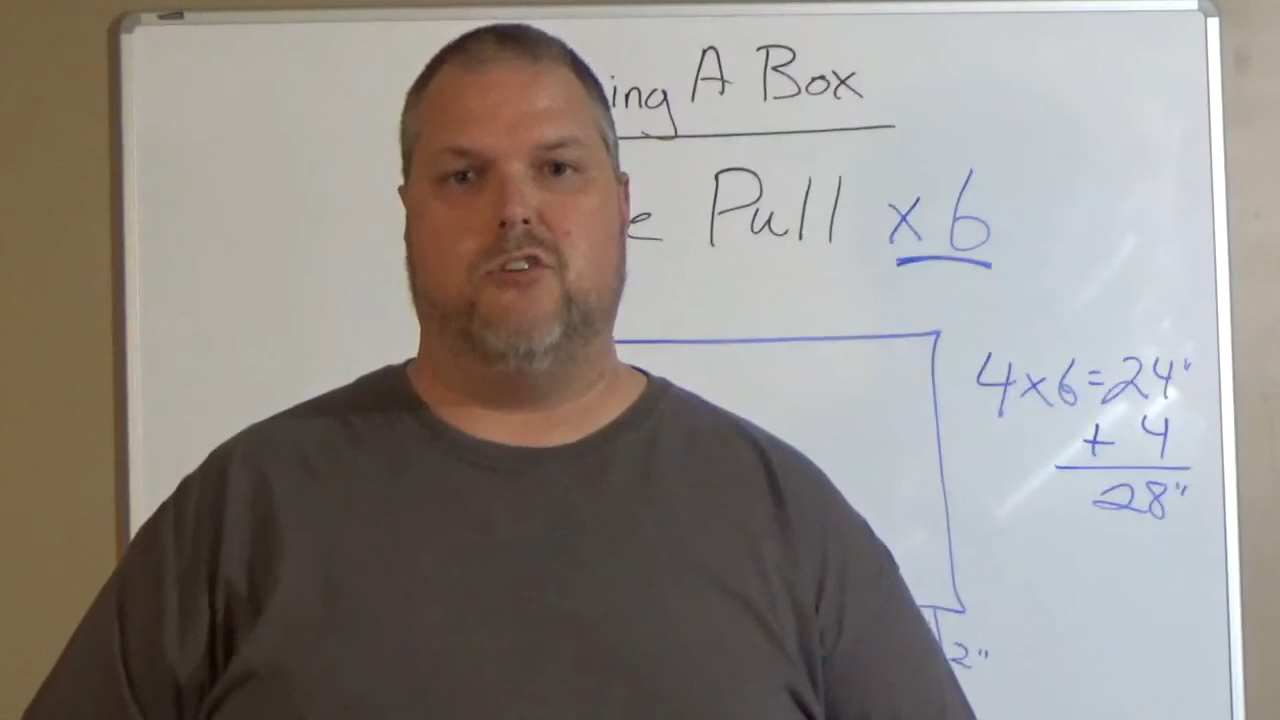 ing A Box
e Pull x 6
4x6=24"
+ 4
28"
2"